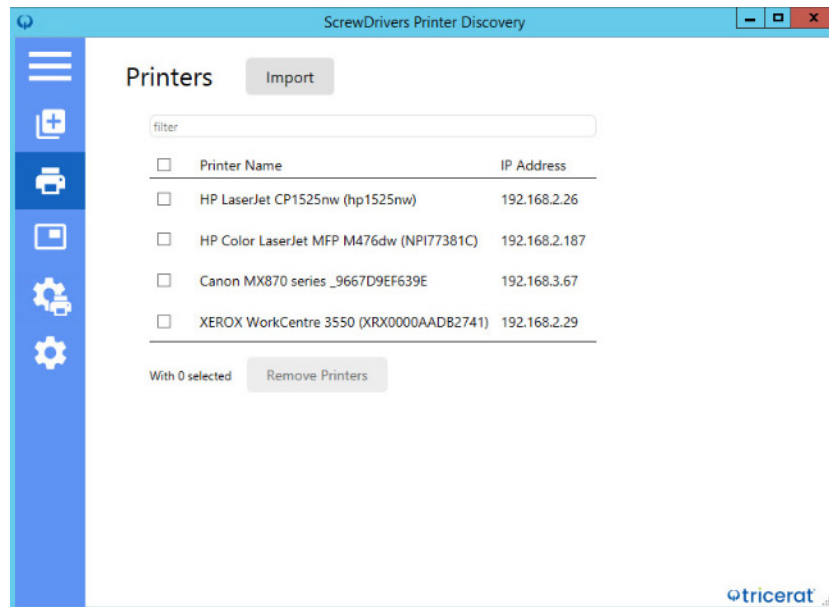 ScrewDrivers Printer Discovery
Printers
Import
filter
Printer Name IP Address
HP LaserJet CP1525nw (hp1525nw) 192.168.2.26
HP Color LaserJet MFP M476dw (NPI77381C) 192.168.2.187
Canon MX870 series _9667D9EF639E 192.168.3.67
XEROX WorkCentre 3550 (XRX0000AADB2741) 192.168.2.29
With 0 selected Remove Printers
tricerat